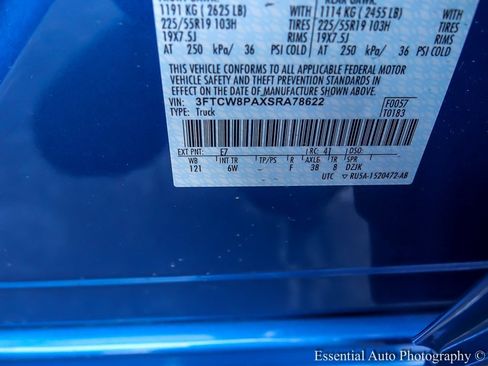 1191 KG ( 2625 LB) WITH 1114 KG ( 2455 LB) WITH
225/55R19 103H TIRES 225/55R19 103H TIRES
19X7.5J RIMS 19X7.5J
AT 250 kPa/ 36 PSI COLD AT 250 kPa/ 36 PSI COLD
THIS VEHICLE CONFORMS TO ALL APPLICABLE FEDERAL MOTOR
VEHICLE SAFETY AND BUMPER AND THEFT PREVENTION STANDARDS IN
EFFECT ON THE DATE OF MANUFACTURE SHOWN ABOVE.
VIN: 3FTCW8PAXSRA78622 F0057
TYPE: Truck T0183
EXT PNT: E7 RC: 41 DSO:
WB INT TR TP/PS R AXLE TR SPR
121 6W F 38 8 DZJK
UTC ▽ RU5A-1520472-AB
Essential Auto Photography ©